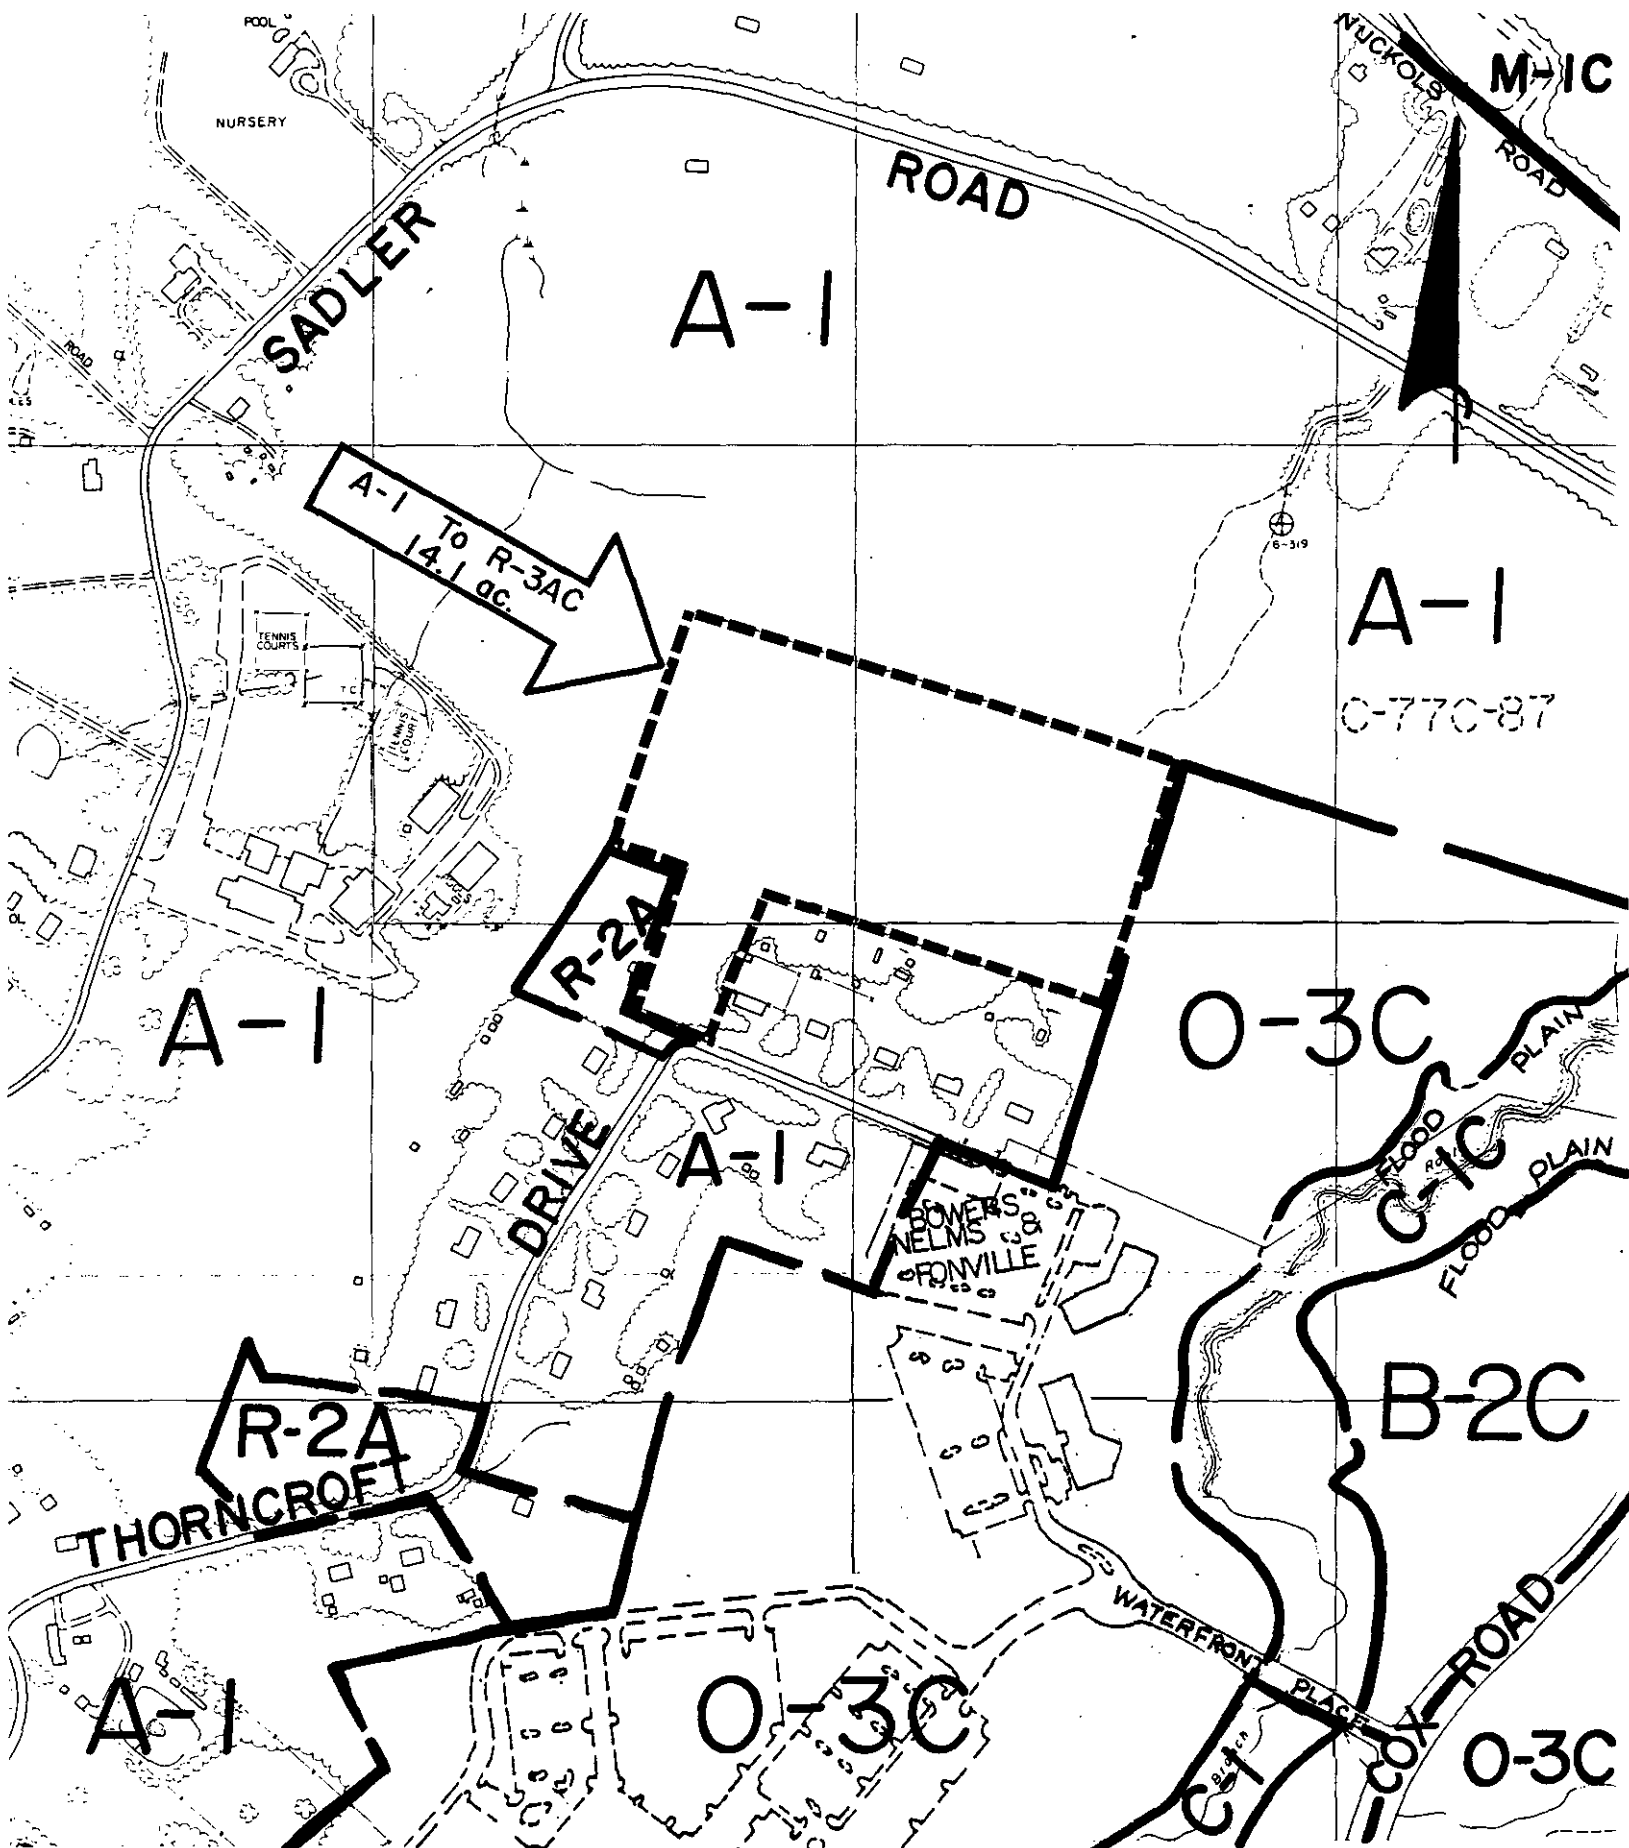 POOL
NUCKOLS
ROAD
M-1C
NURSERY
SADLER
ROAD
A-1
ROAD
A-1 To R-3AC
14.1 ac.
6-319
A-1
C-77C-87
TENNIS
COURTS
T C
TENNIS
COURT
R-2A
A-1
O-3C
FLOOD PLAIN
C-1C
FLOOD PLAIN
A-1
DRIVE
BOWERS
NELMS &
FONVILLE
B-2C
R-2A
THORNCROFT
WATERFRONT PLACE
COX ROAD
A-1
O-3C
C-1
Branch
O-3C